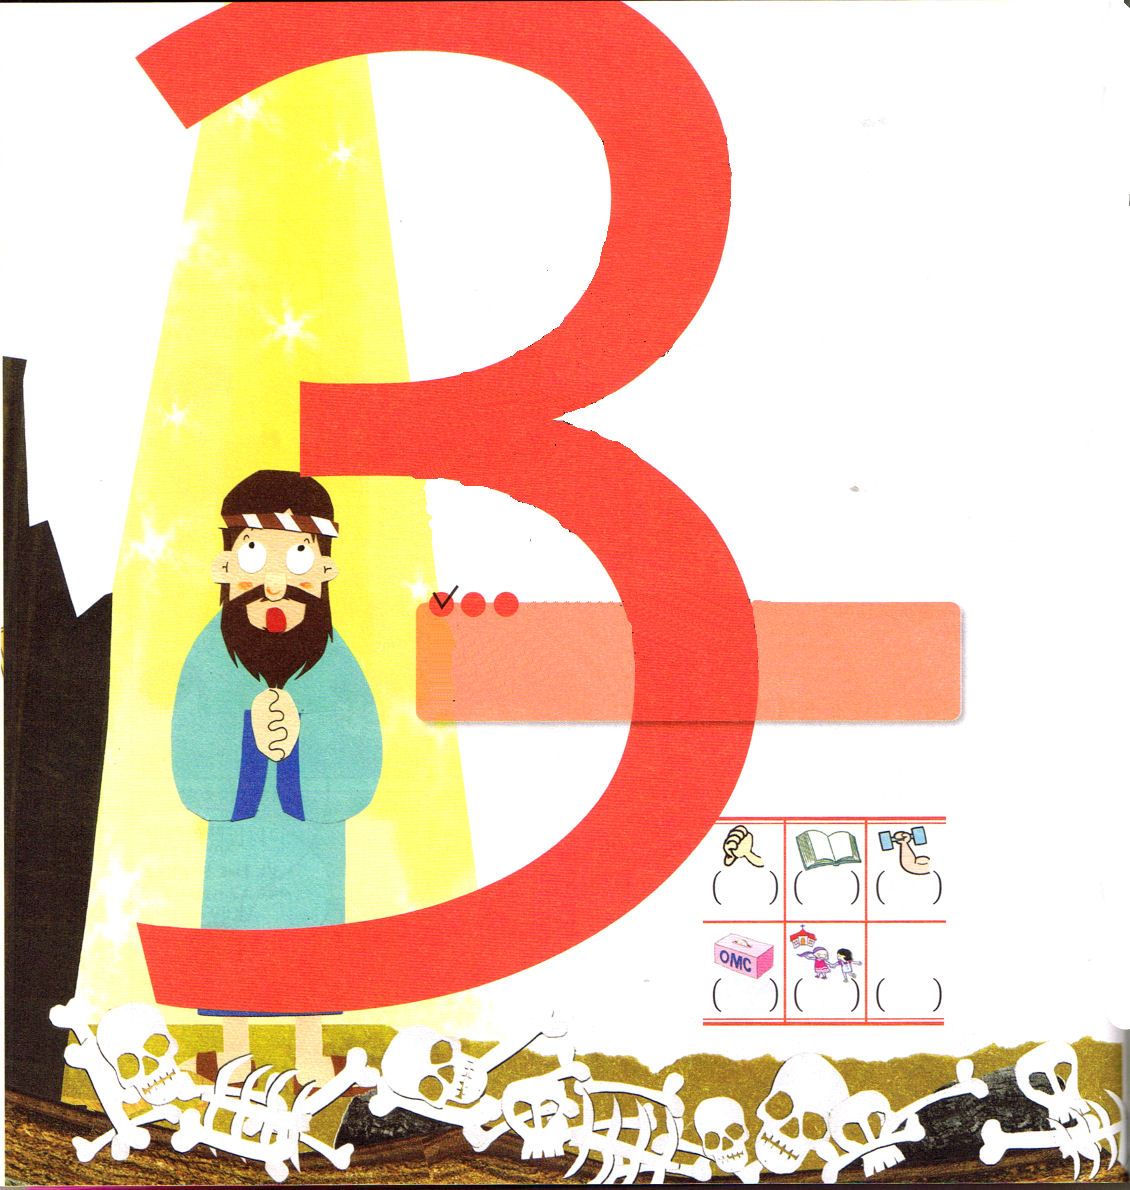 3
( ) ( ) ( )
OMC
( ) ( ) ( )